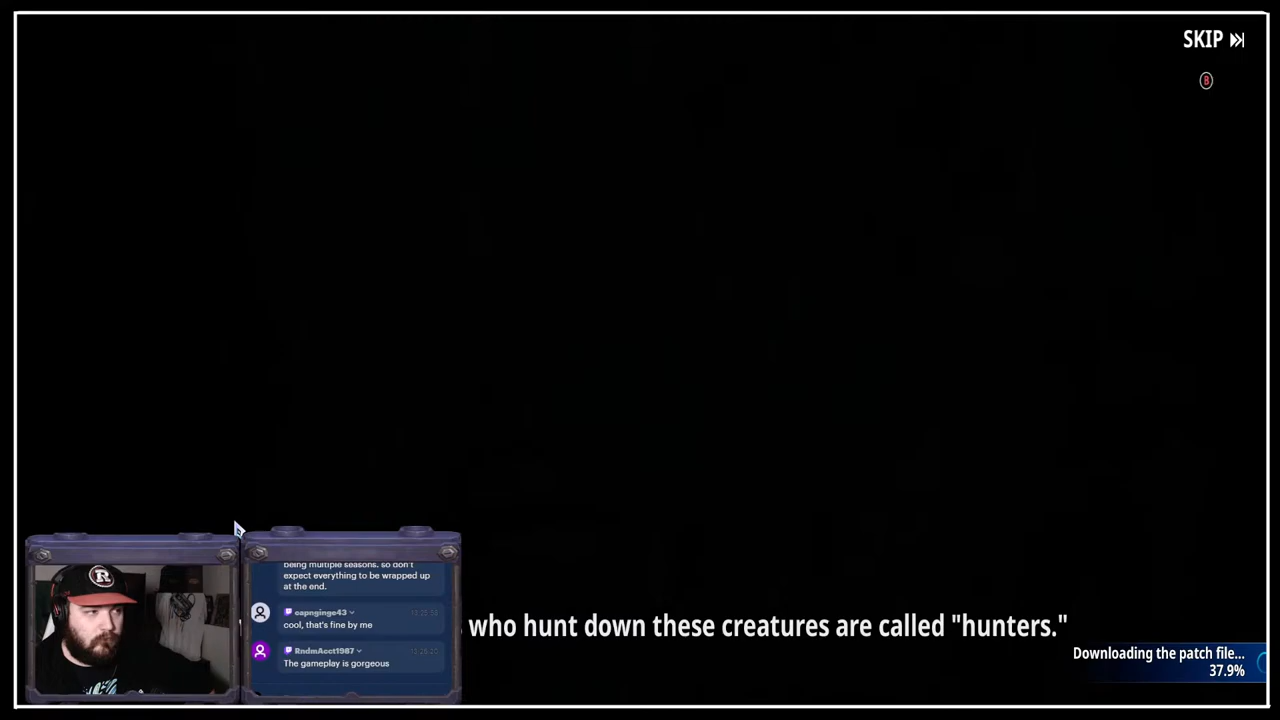 SKIP
B
being multiple seasons. so don't
expect everything to be wrapped up
at the end.
capnginge43
cool, that's fine by me
RndmAcct1967
The gameplay is gorgeous
R
who hunt down these creatures are called "hunters."
Downloading the patch file...
37.9%